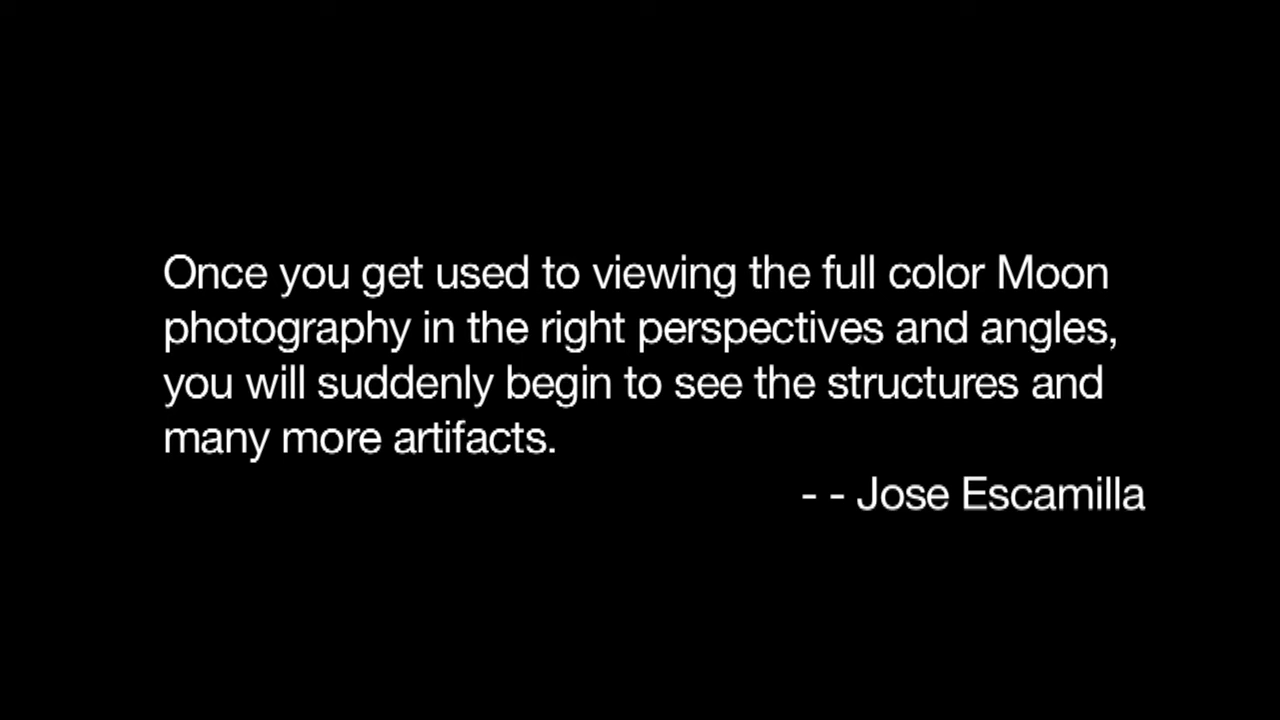 Once you get used to viewing the full color Moon
photography in the right perspectives and angles,
you will suddenly begin to see the structures and
many more artifacts.
- - Jose Escamilla